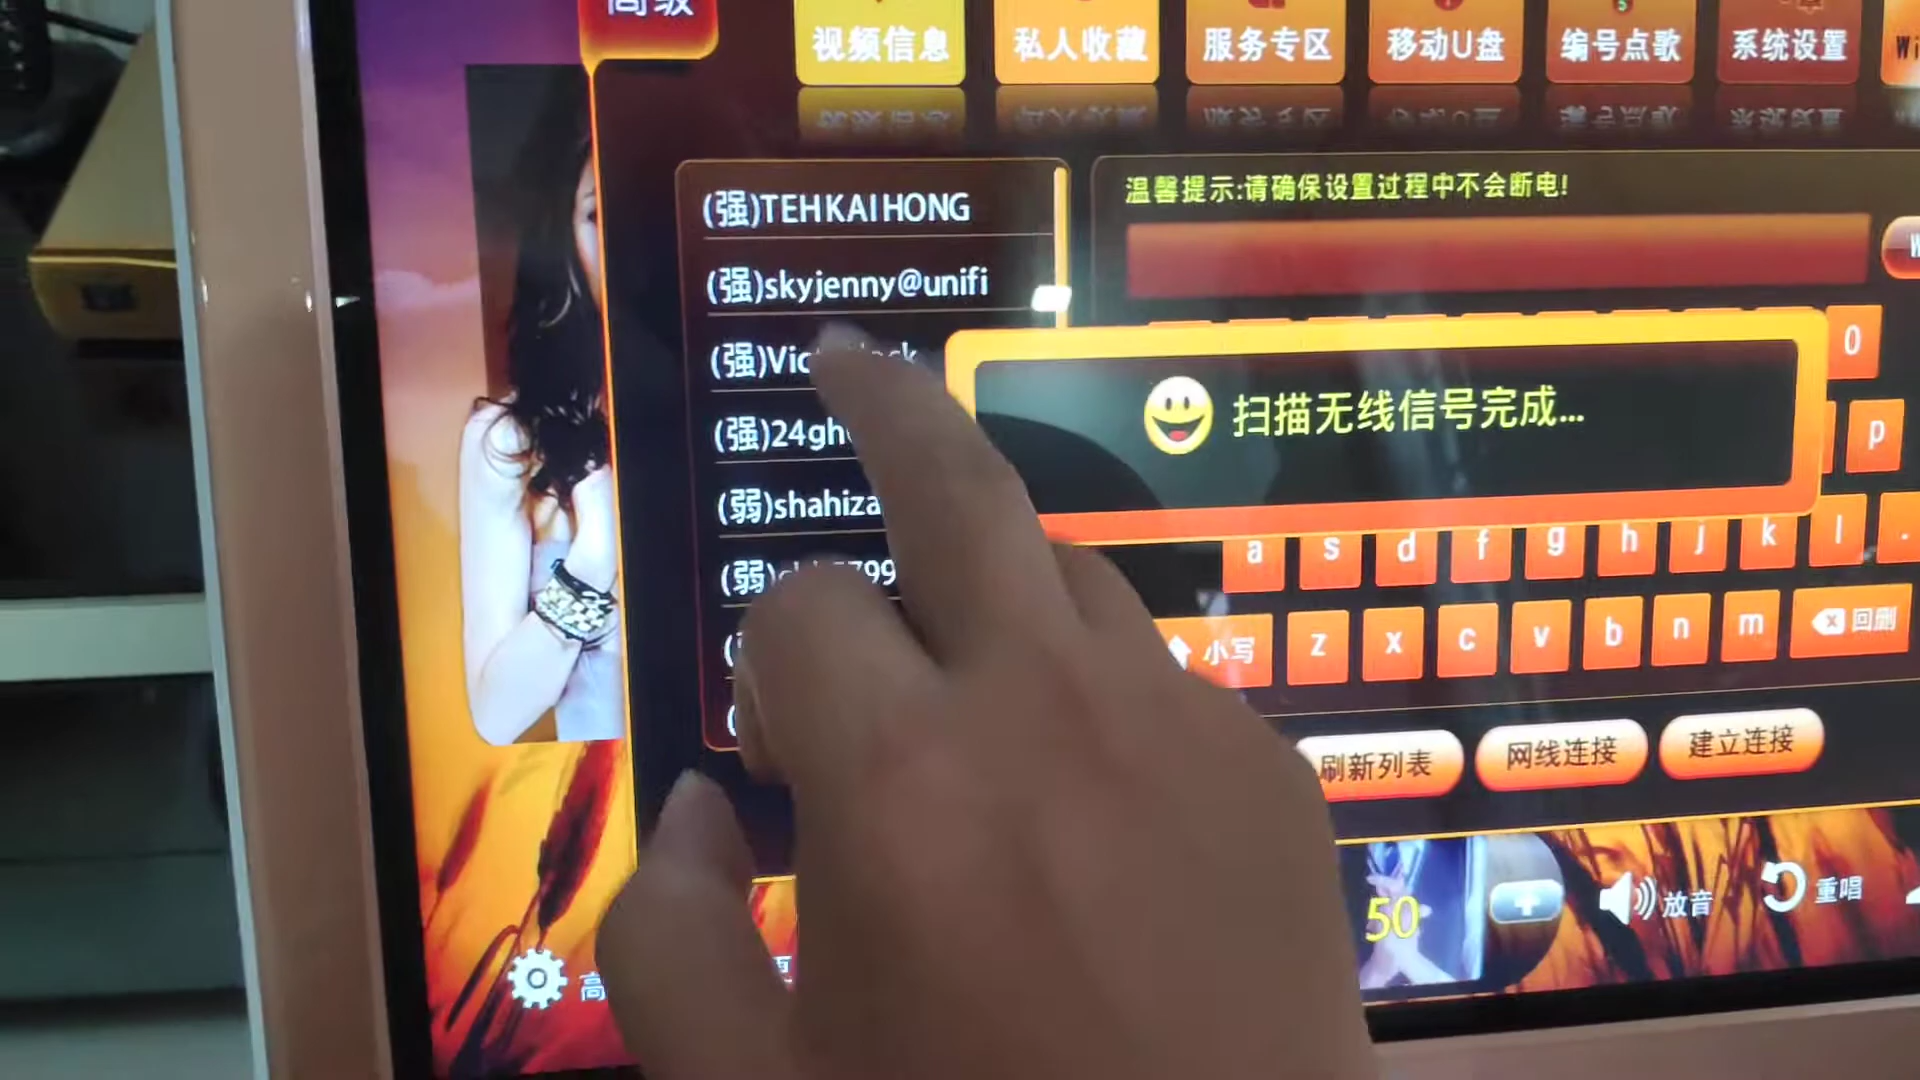 高级
视频信息
私人收藏
服务专区
移动U盘
编号点歌
系统设置
(强)TEHKAIHONG
(强)skyjenny@unifi
(强)
(强)24gh
(弱)shahiza
(弱)
温馨提示:请确保设置过程中不会断电!
扫描无线信号完成...
0
p
a s d f g h j k l .
小写 z x c v b n m 回删
刷新列表 网线连接 建立连接
50 放音 重唱